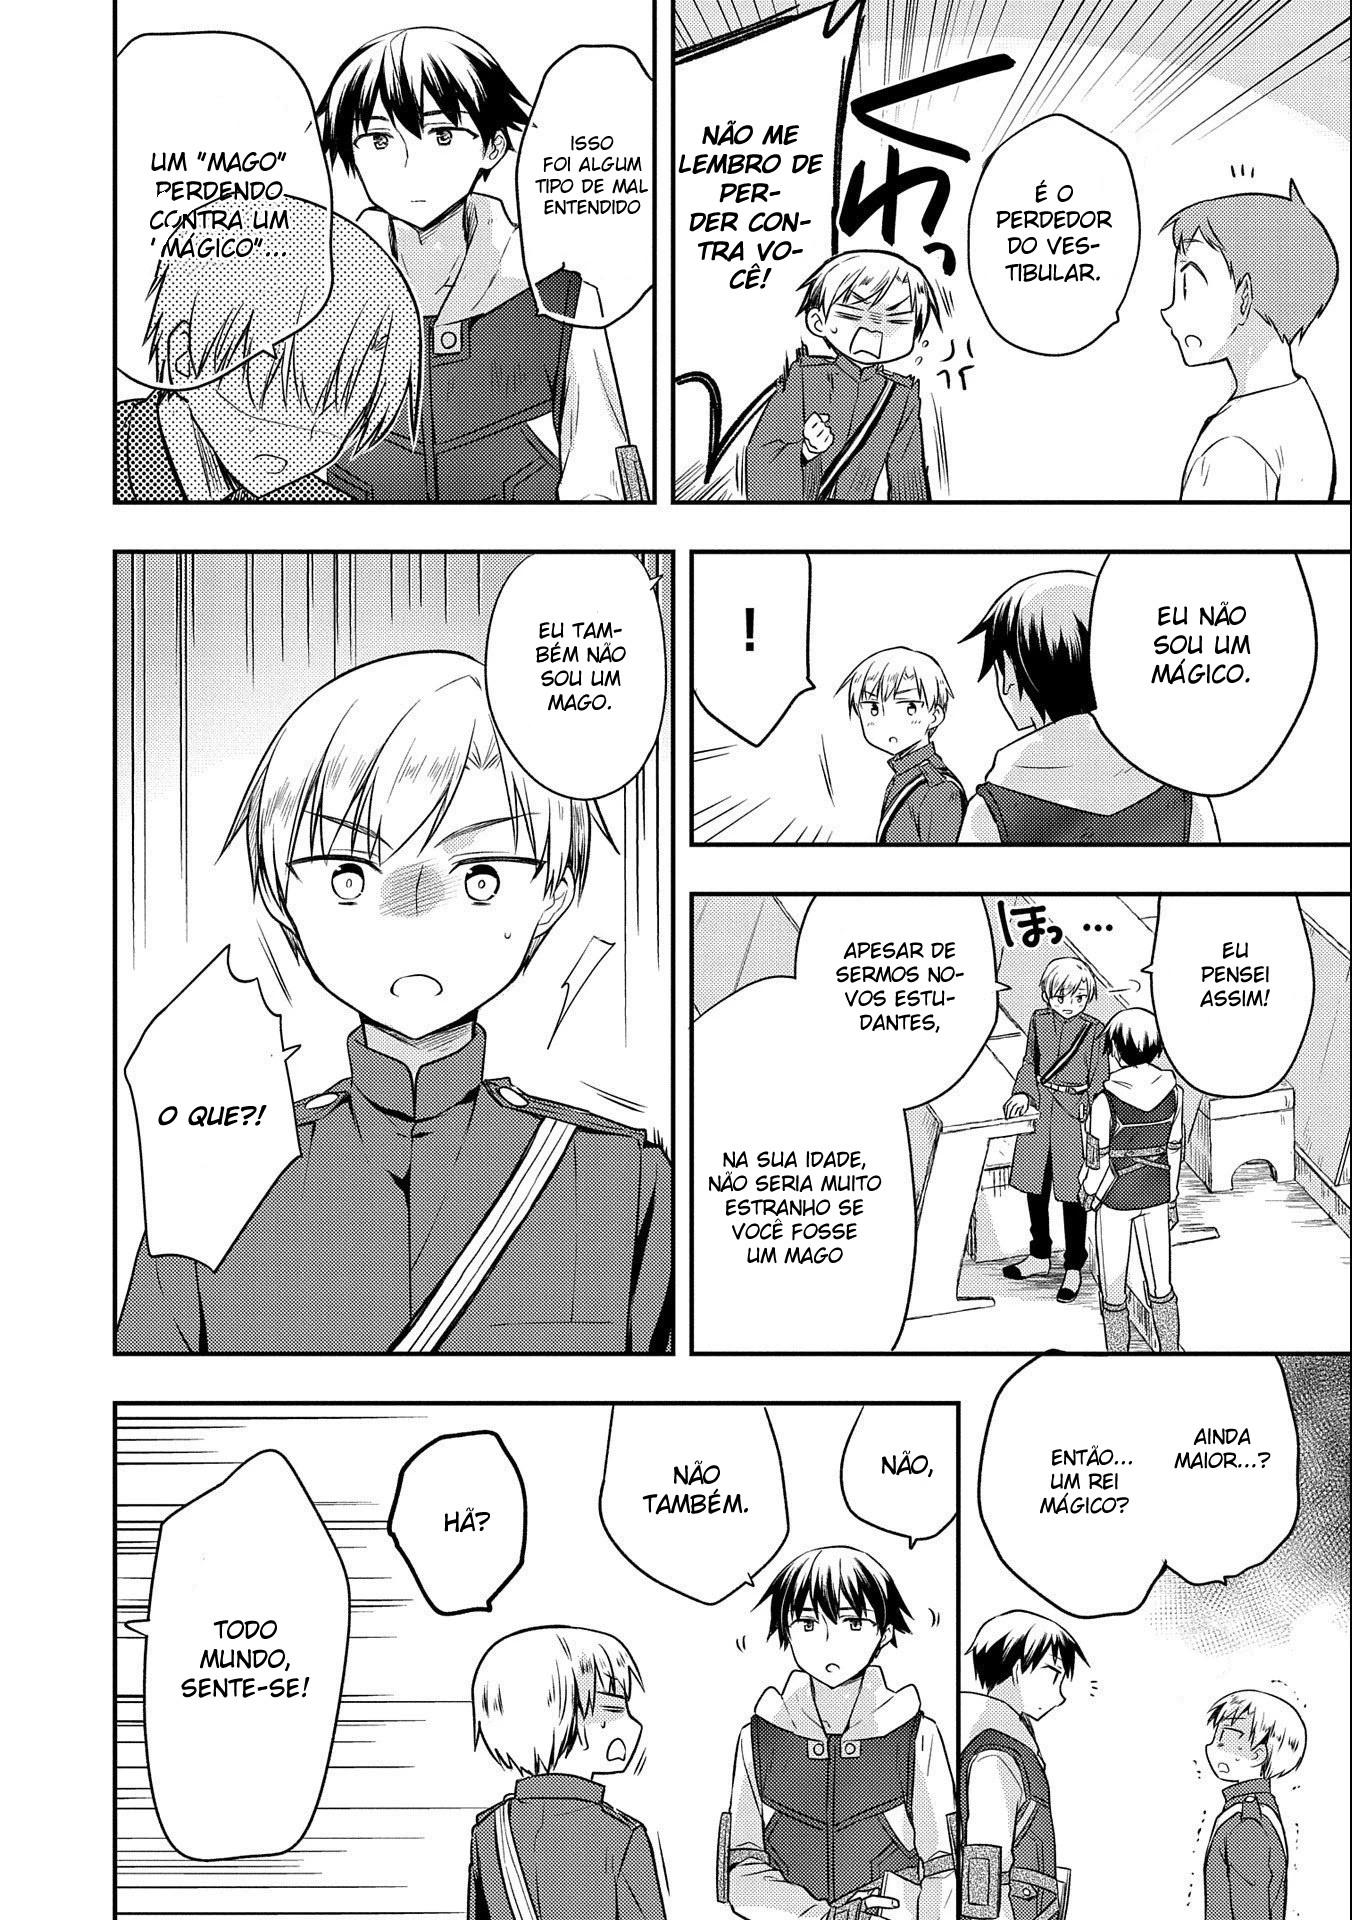 É O
PERDEDOR
DO VES-
TIBULAR.
くわっ
NÃO ME
LEMBRO DE
PER-
DER CON-
TRA VO-
CÊ!
ISSO
FOI ALGUM
TIPO DE MAL
ENTENDIDO
UM "MAGO"
PERDENDO
CONTRA UM
"MÁGICO"...
EU NÃO
SOU UM
MÁGICO.
!
EU PENSEI
ASSIM!
ほっ...
APESAR DE
SERMOS NO-
VOS ESTU-
DANTES,
NA SUA IDADE,
NÃO SERIA MUITO
ESTRANHO SE
VOCÊ FOSSE
UM MAGO
EU TAM-
BÉM NÃO
SOU UM
MAGO.
O QUE?!
AINDA
MAIOR...?
ENTÃO...
UM REI
MÁGICO?
NÃO,
NÃO
TAMBÉM.
HÃ?
TODO
MUNDO,
SENTE-SE!